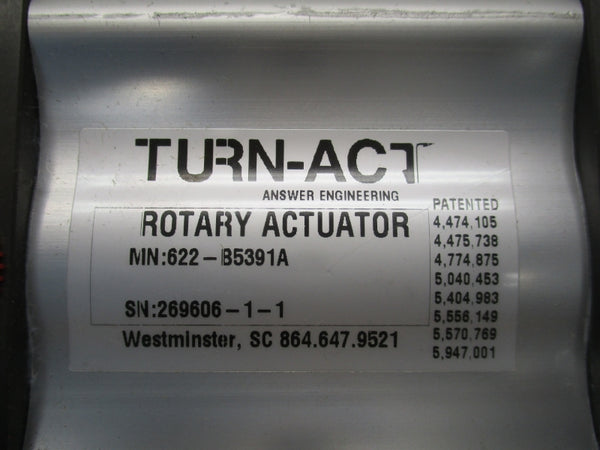 TURN-ACT
ANSWER ENGINEERING
ROTARY ACTUATOR
MN:622-B5391A
SN:269606-1-1
Westminster, SC 864.647.9521
PATENTED
4,474,105
4,475,738
4,774,875
5,040,453
5,404,983
5,556,149
5,570,769
5,947,001